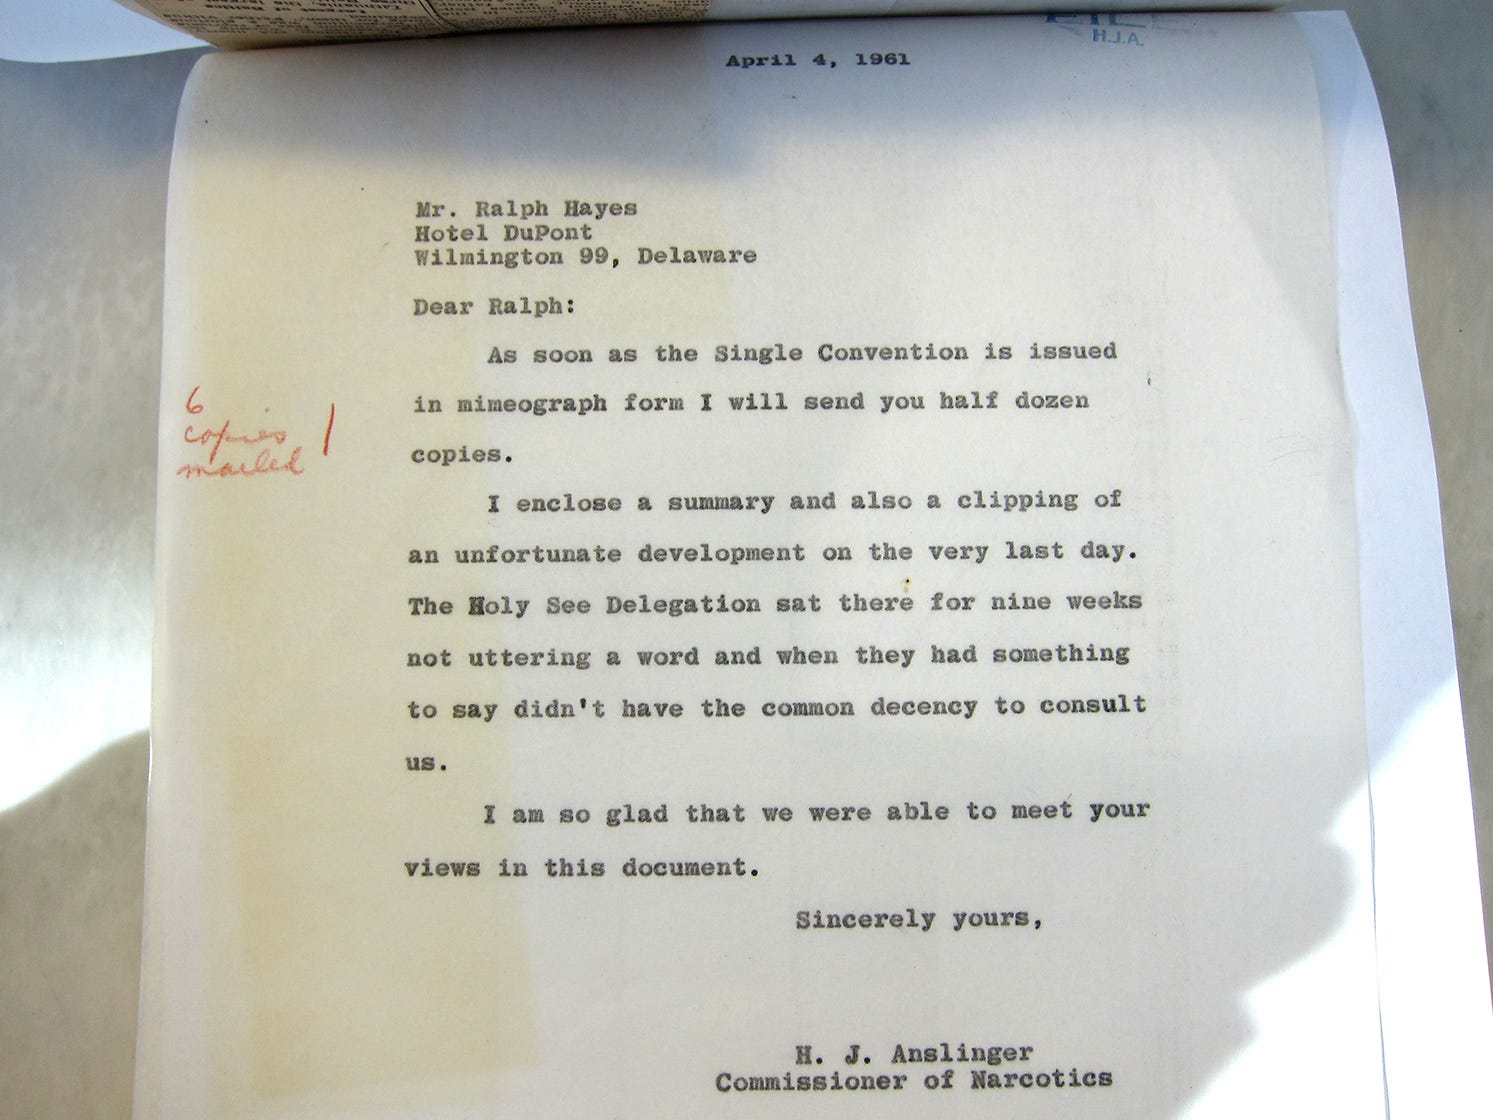 H.J.A.
April 4, 1961
Mr. Ralph Hayes
Hotel DuPont
Wilmington 99, Delaware
Dear Ralph:
As soon as the Single Convention is issued
in mimeograph form I will send you half dozen
copies.
6
copies
mailed
I enclose a summary and also a clipping of
an unfortunate development on the very last day.
The Holy See Delegation sat there for nine weeks
not uttering a word and when they had something
to say didn't have the common decency to consult
us.
I am so glad that we were able to meet your
views in this document.
Sincerely yours,
H. J. Anslinger
Commissioner of Narcotics